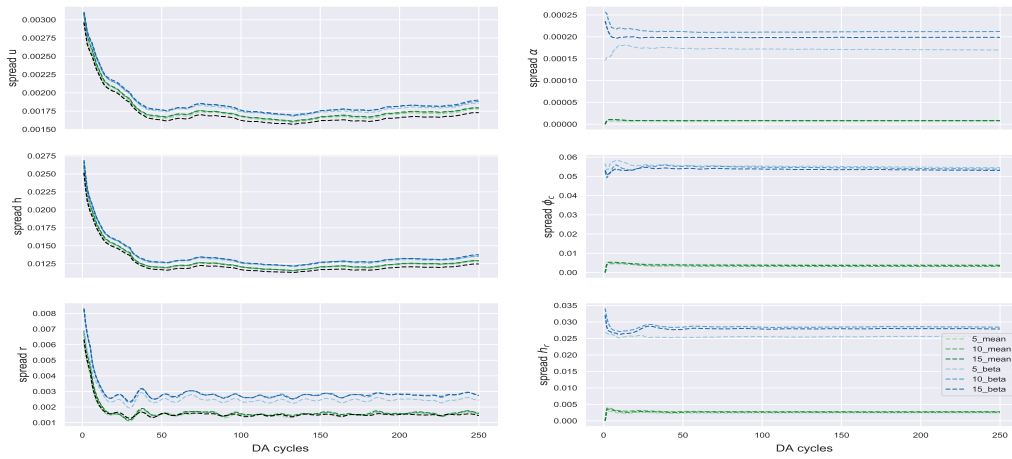 spread u
0.00300
0.00275
0.00250
0.00225
0.00200
0.00175
0.00150
spread h
0.0275
0.0250
0.0225
0.0200
0.0175
0.0150
0.0125
spread r
0.008
0.007
0.006
0.005
0.004
0.003
0.002
0.001
0 50 100 150 200 250
DA cycles
spread α
0.00025
0.00020
0.00015
0.00010
0.00005
0.00000
spread ϕc
0.06
0.05
0.04
0.03
0.02
0.01
0.00
spread hr
0.035
0.030
0.025
0.020
0.015
0.010
0.005
0.000
5_mean
10_mean
15_mean
5_beta
10_beta
15_beta
0 50 100 150 200 250
DA cycles